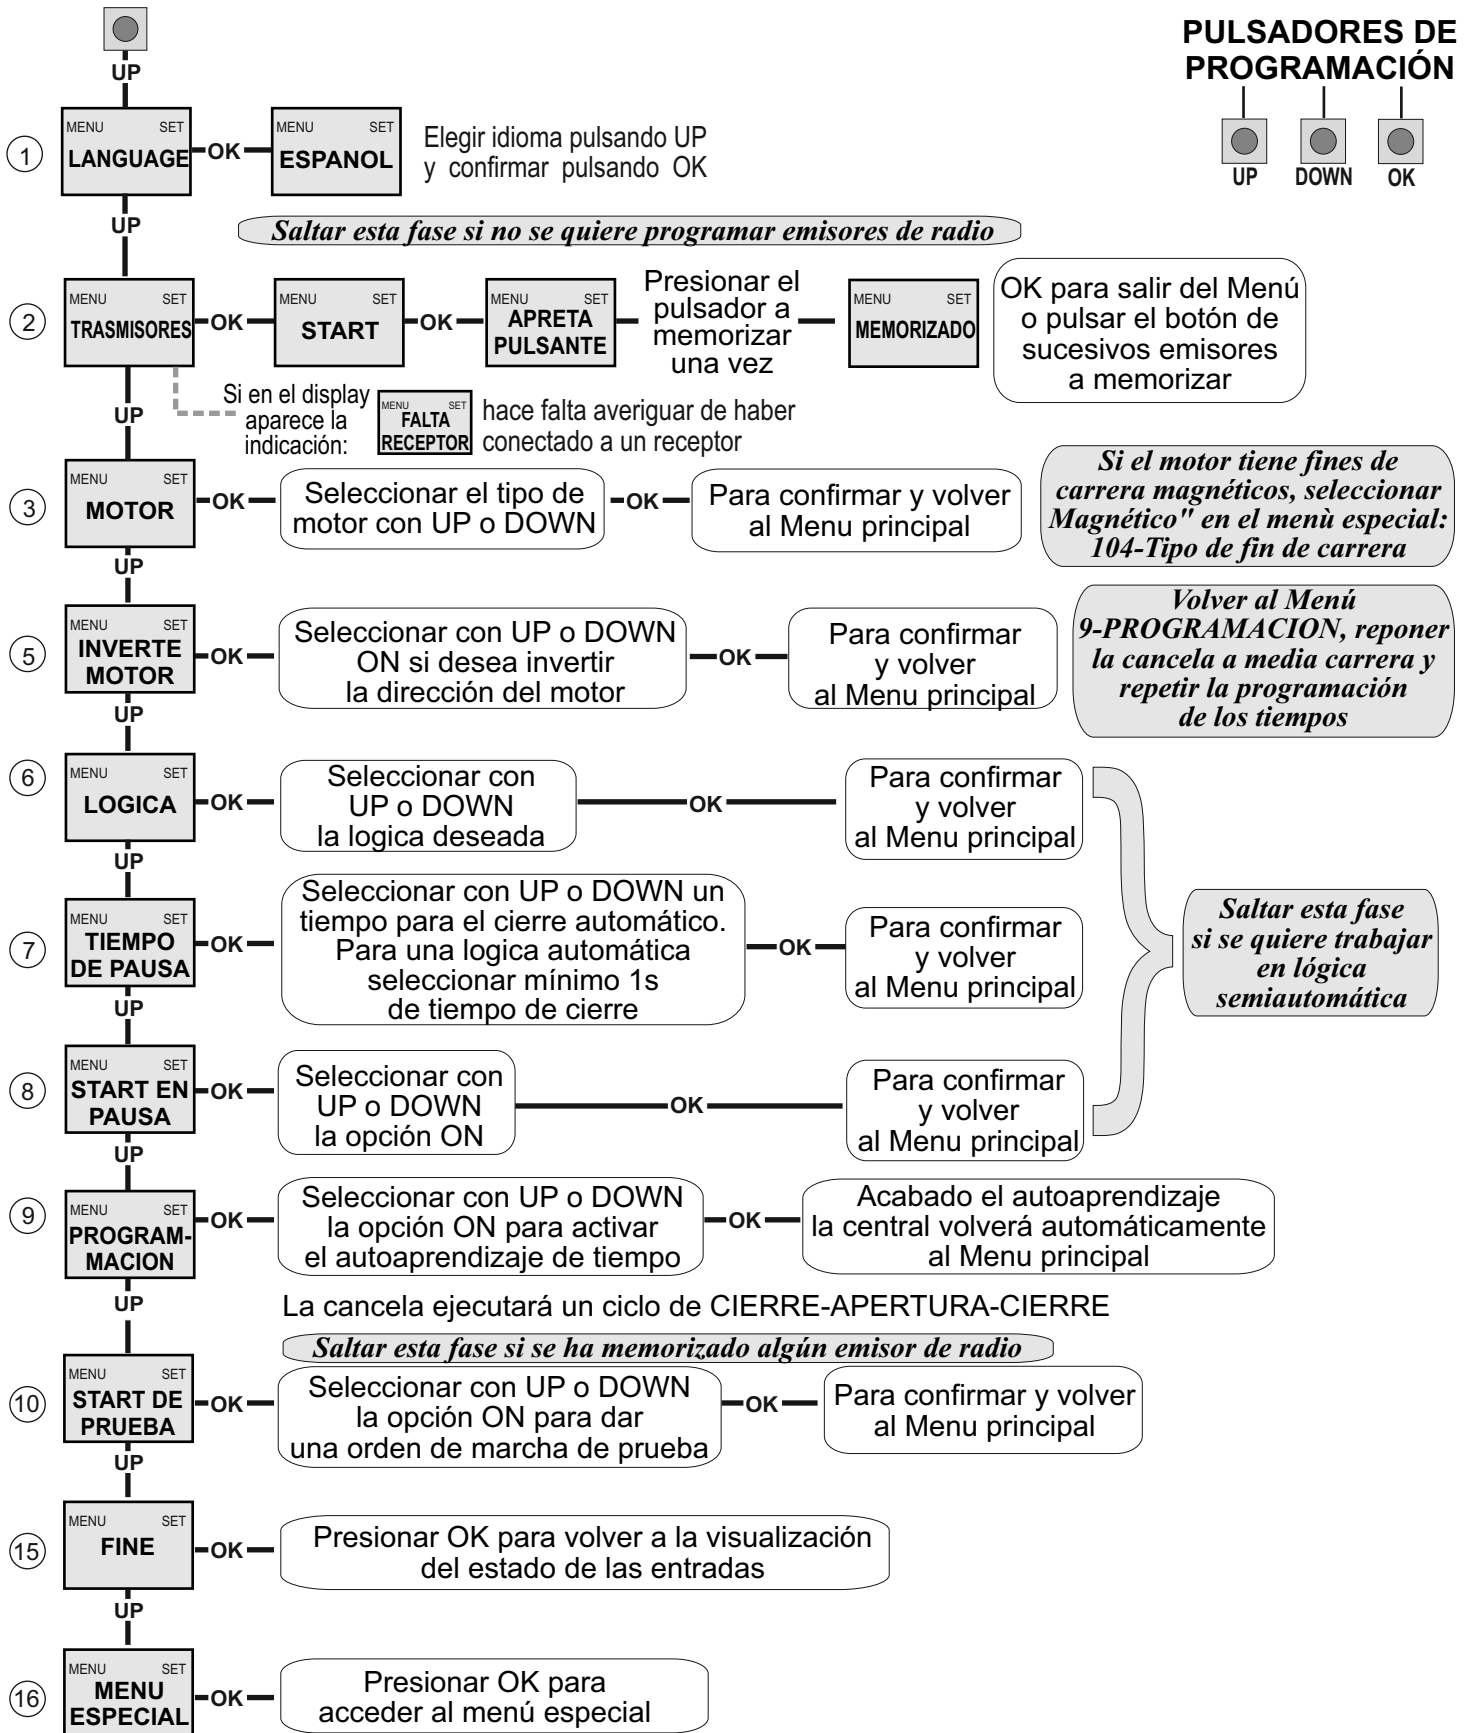 PULSADORES DE
PROGRAMACIÓN
UP DOWN OK
UP
1
MENU SET
LANGUAGE
OK
MENU SET
ESPANOL
Elegir idioma pulsando UP
y confirmar pulsando OK
UP
Saltar esta fase si no se quiere programar emisores de radio
2
MENU SET
TRASMISORES
OK
MENU SET
START
OK
MENU SET
APRETA
PULSANTE
Presionar el
pulsador a
memorizar
una vez
MENU SET
MEMORIZADO
OK para salir del Menú
o pulsar el botón de
sucesivos emisores
a memorizar
Si en el display
aparece la
indicación:
MENU SET
FALTA
RECEPTOR
hace falta averiguar de haber
conectado a un receptor
UP
3
MENU SET
MOTOR
OK
Seleccionar el tipo de
motor con UP o DOWN
OK
Para confirmar y volver
al Menu principal
Si el motor tiene fines de
carrera magnéticos, seleccionar
Magnético" en el menù especial:
104-Tipo de fin de carrera
UP
5
MENU SET
INVERTE
MOTOR
OK
Seleccionar con UP o DOWN
ON si desea invertir
la dirección del motor
OK
Para confirmar
y volver
al Menu principal
Volver al Menú
9-PROGRAMACION, reponer
la cancela a media carrera y
repetir la programación
de los tiempos
UP
6
MENU SET
LOGICA
OK
Seleccionar con
UP o DOWN
la logica deseada
OK
Para confirmar
y volver
al Menu principal
UP
7
MENU SET
TIEMPO
DE PAUSA
OK
Seleccionar con UP o DOWN un
tiempo para el cierre automático.
Para una logica automática
seleccionar mínimo 1s
de tiempo de cierre
OK
Para confirmar
y volver
al Menu principal
Saltar esta fase
si se quiere trabajar
en lógica
semiautomática
UP
8
MENU SET
START EN
PAUSA
OK
Seleccionar con
UP o DOWN
la opción ON
OK
Para confirmar
y volver
al Menu principal
UP
9
MENU SET
PROGRAM-
MACION
OK
Seleccionar con UP o DOWN
la opción ON para activar
el autoaprendizaje de tiempo
OK
Acabado el autoaprendizaje
la central volverá automáticamente
al Menu principal
UP
La cancela ejecutará un ciclo de CIERRE-APERTURA-CIERRE
Saltar esta fase si se ha memorizado algún emisor de radio
10
MENU SET
START DE
PRUEBA
OK
Seleccionar con UP o DOWN
la opción ON para dar
una orden de marcha de prueba
OK
Para confirmar y volver
al Menu principal
UP
15
MENU SET
FINE
OK
Presionar OK para volver a la visualización
del estado de las entradas
UP
16
MENU SET
MENU
ESPECIAL
OK
Presionar OK para
acceder al menú especial